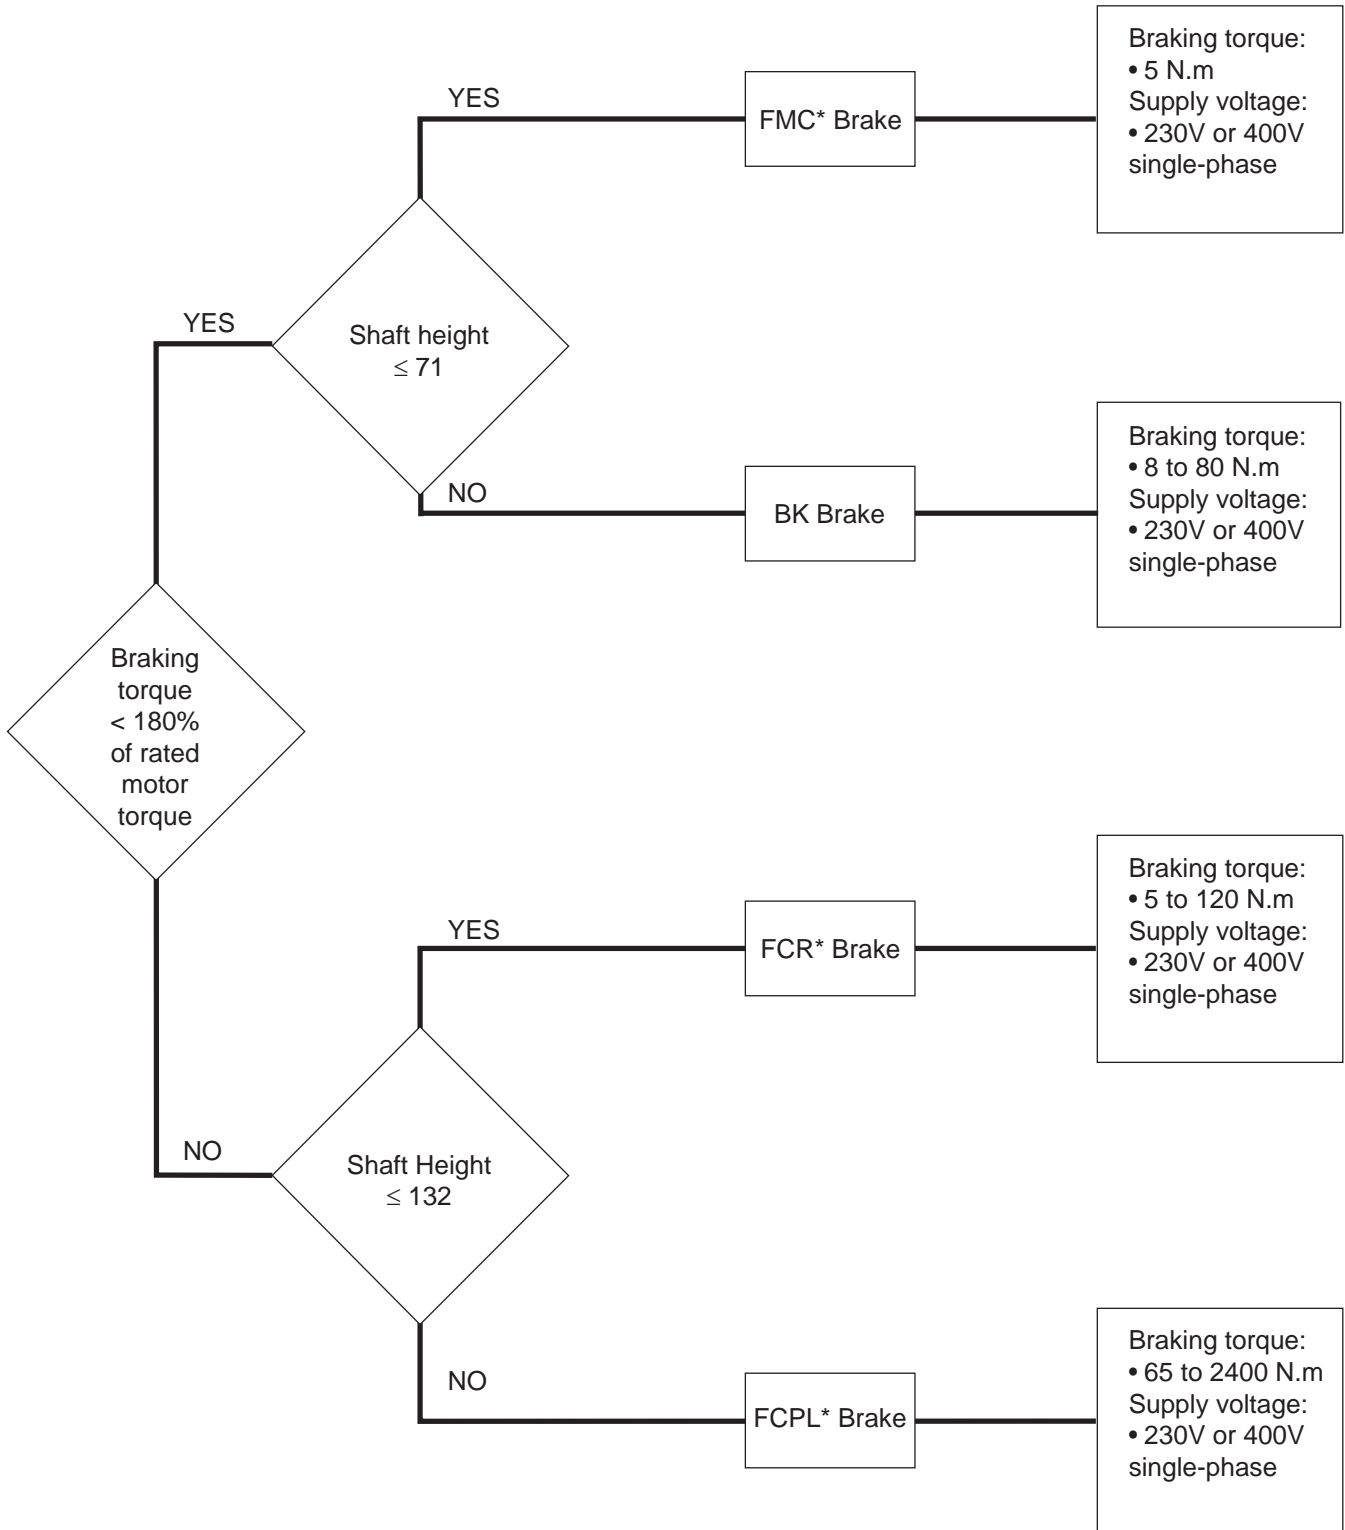 Braking
torque
< 180%
of rated
motor
torque
YES
Shaft height
≤ 71
YES
FMC* Brake
Braking torque:
• 5 N.m
Supply voltage:
• 230V or 400V
single-phase
NO
BK Brake
Braking torque:
• 8 to 80 N.m
Supply voltage:
• 230V or 400V
single-phase
NO
Shaft Height
≤ 132
YES
FCR* Brake
Braking torque:
• 5 to 120 N.m
Supply voltage:
• 230V or 400V
single-phase
NO
FCPL* Brake
Braking torque:
• 65 to 2400 N.m
Supply voltage:
• 230V or 400V
single-phase